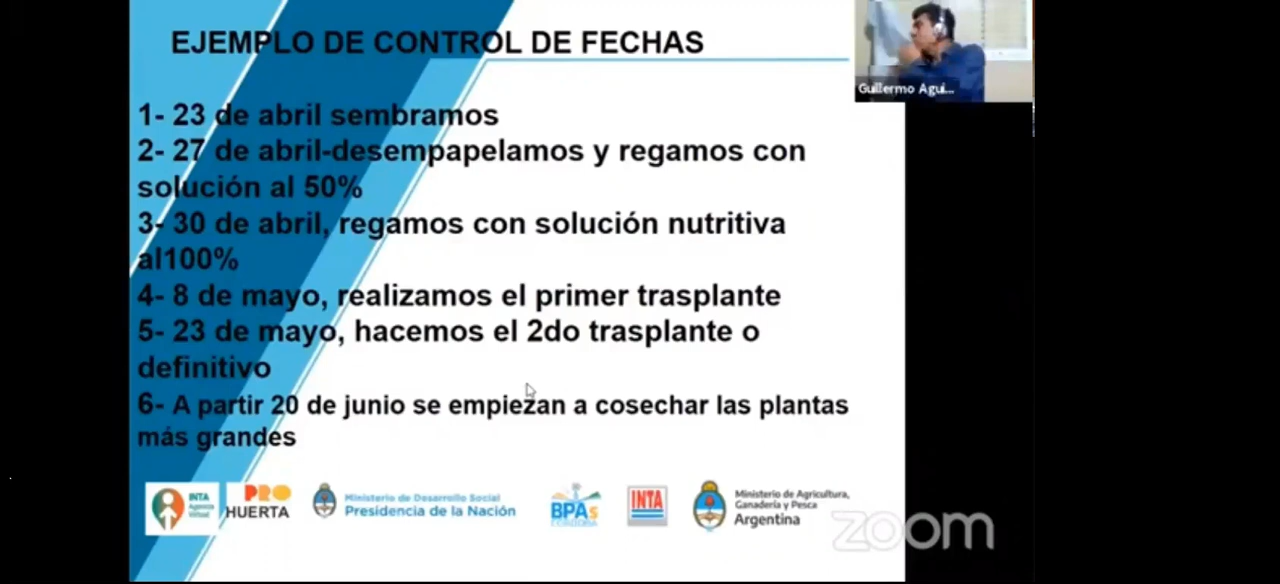 EJEMPLO DE CONTROL DE FECHAS
Guillermo Agui...
1- 23 de abril sembramos
2- 27 de abril-desempapelamos y regamos con
solución al 50%
3- 30 de abril, regamos con solución nutritiva
al100%
4- 8 de mayo, realizamos el primer trasplante
5- 23 de mayo, hacemos el 2do trasplante o
definitivo
6- A partir 20 de junio se empiezan a cosechar las plantas
más grandes
INTA
Agencia
Virtual
PRO
HUERTA
Ministerio de Desarrollo Social
Presidencia de la Nación
BPAs
CÓRDOBA
INTA
Ministerio de Agricultura,
Ganadería y Pesca
Argentina
zoom